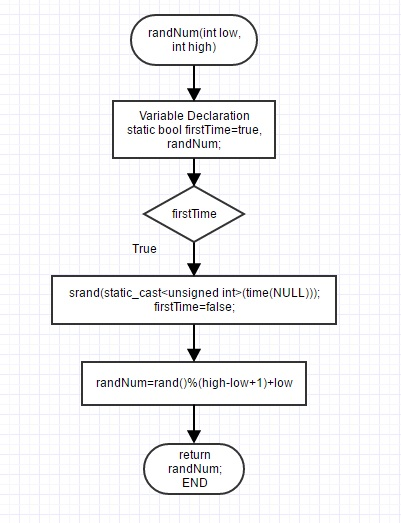 randNum(int low,
int high)
Variable Declaration
static bool firstTime=true,
randNum;
firstTime
True
srand(static_cast<unsigned int>(time(NULL)));
firstTime=false;
randNum=rand()%(high-low+1)+low
return
randNum;
END